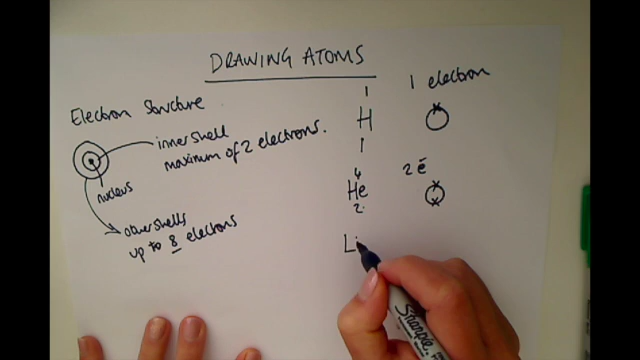 DRAWING ATOMS
Electron Structure
inner shell
maximum of 2 electrons.
nucleus
other shells
up to 8 electrons
1
H
1
1 electron
4
He
2
2 é
Li
Sharpie